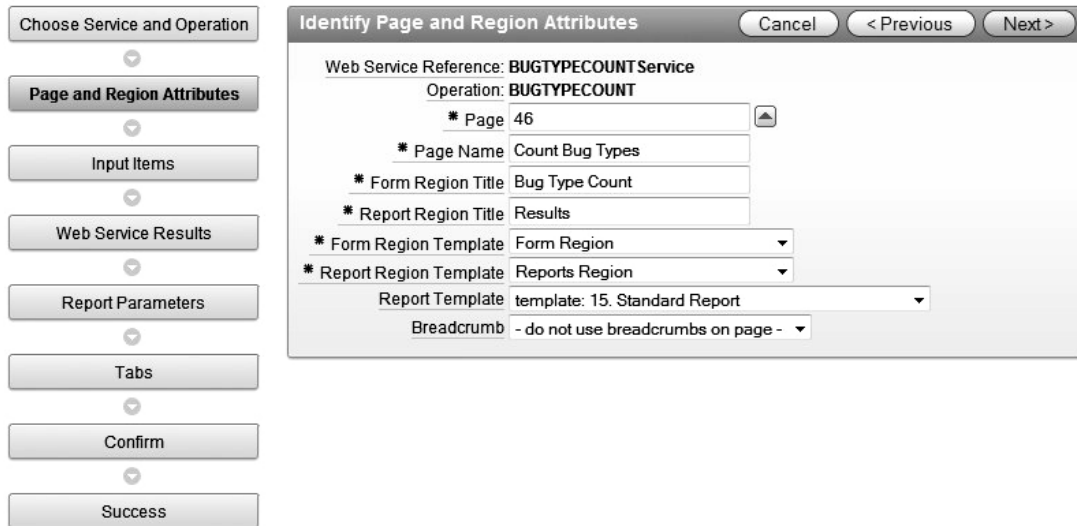 Choose Service and Operation
Page and Region Attributes
Input Items
Web Service Results
Report Parameters
Tabs
Confirm
Success
Identify Page and Region Attributes
Cancel
< Previous
Next >
Web Service Reference: BUGTYPECOUNTService
Operation: BUGTYPECOUNT
* Page 46
* Page Name Count Bug Types
* Form Region Title Bug Type Count
* Report Region Title Results
* Form Region Template Form Region
* Report Region Template Reports Region
Report Template template: 15. Standard Report
Breadcrumb - do not use breadcrumbs on page -